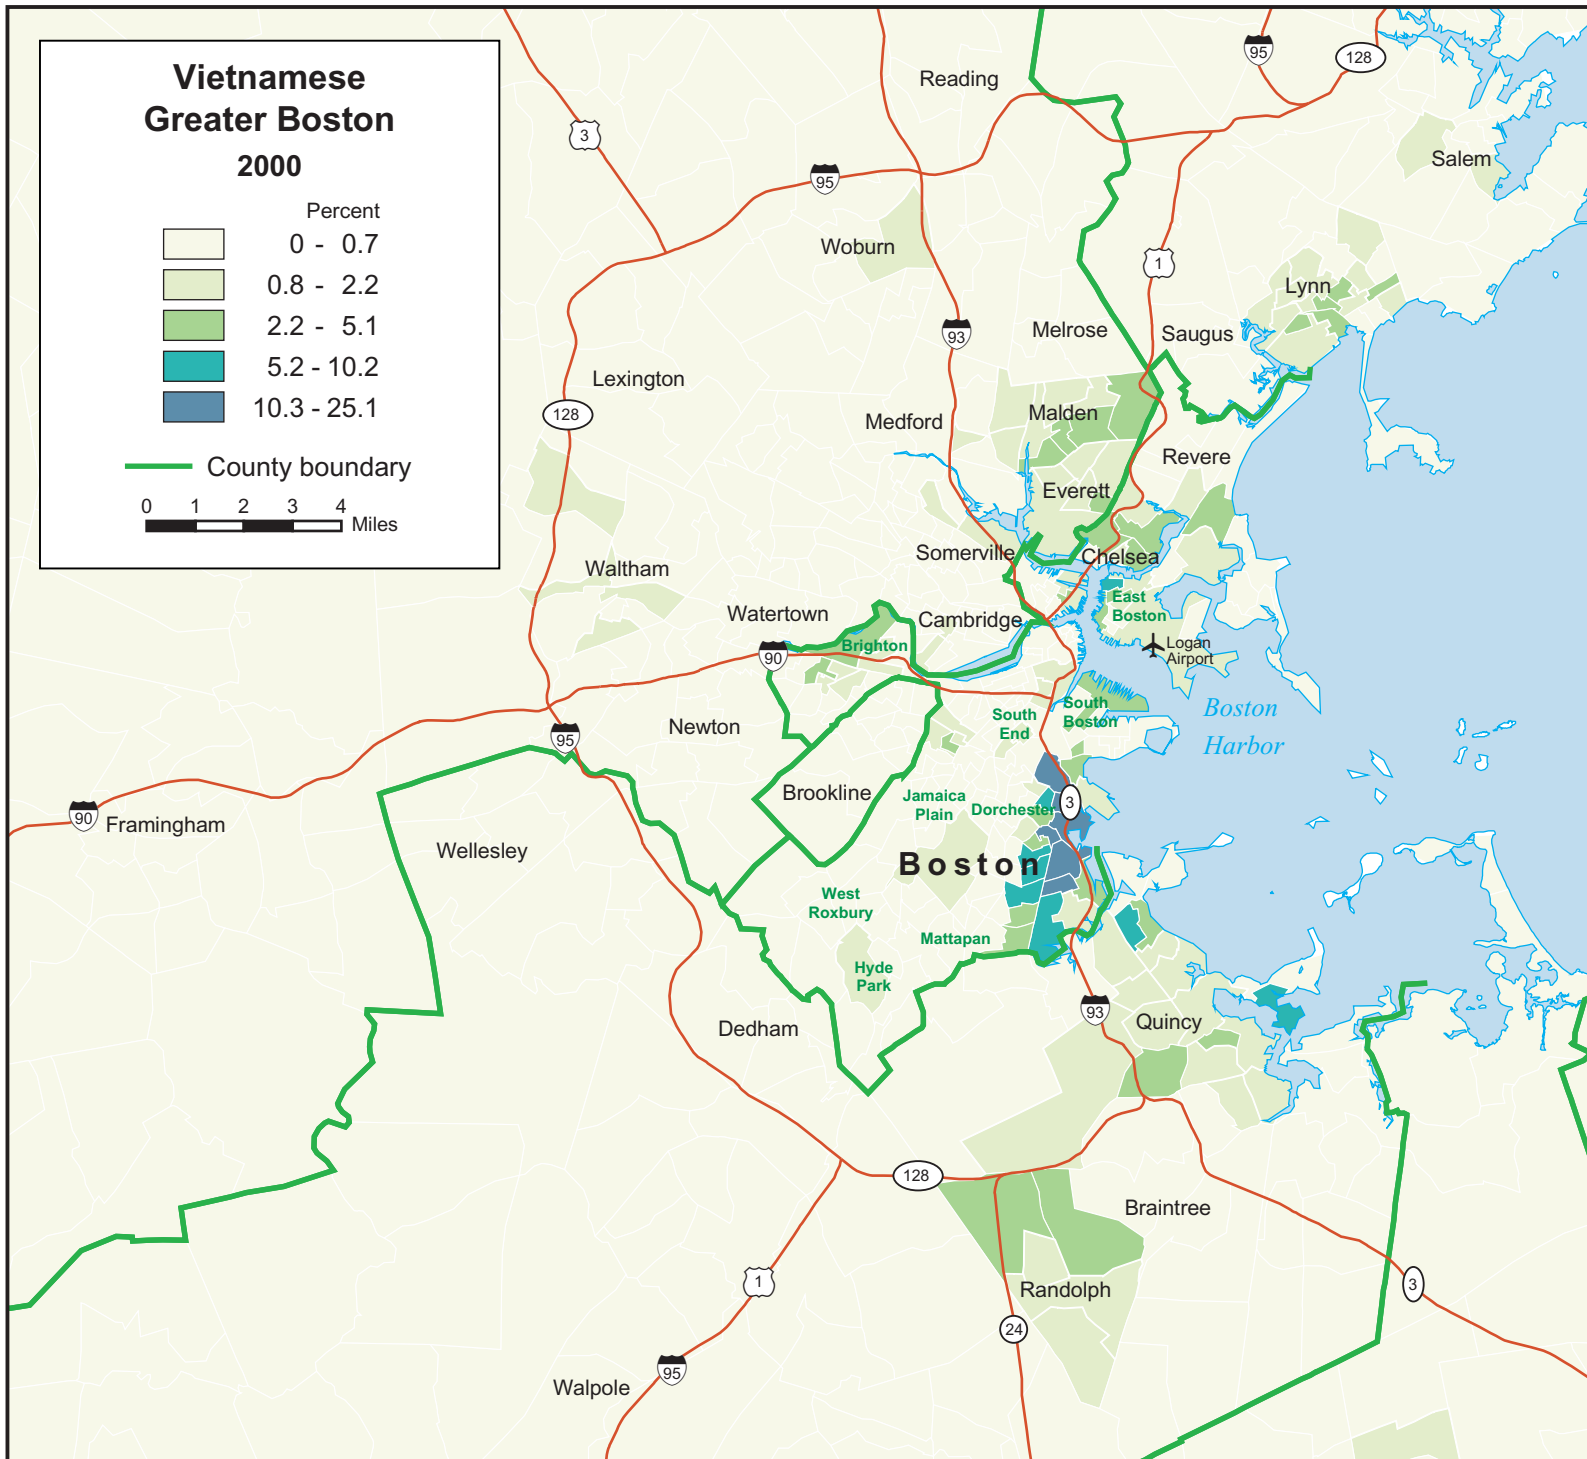 Vietnamese
Greater Boston
2000
Percent
0 - 0.7
0.8 - 2.2
2.2 - 5.1
5.2 - 10.2
10.3 - 25.1
County boundary
0 1 2 3 4
Miles
Reading
95
128
3
Salem
95
Woburn
1
Lynn
93
Melrose
Saugus
Lexington
128
Malden
Medford
Revere
Everett
Somerville
Chelsea
Waltham
East
Boston
Watertown
Cambridge
Brighton
Logan
Airport
90
South
End
South
Boston
Boston
Harbor
Newton
95
Brookline
Jamaica
Plain
Dorchester
3
90
Framingham
Wellesley
Boston
West
Roxbury
Mattapan
Hyde
Park
93
Quincy
Dedham
128
Braintree
1
Randolph
3
24
95
Walpole